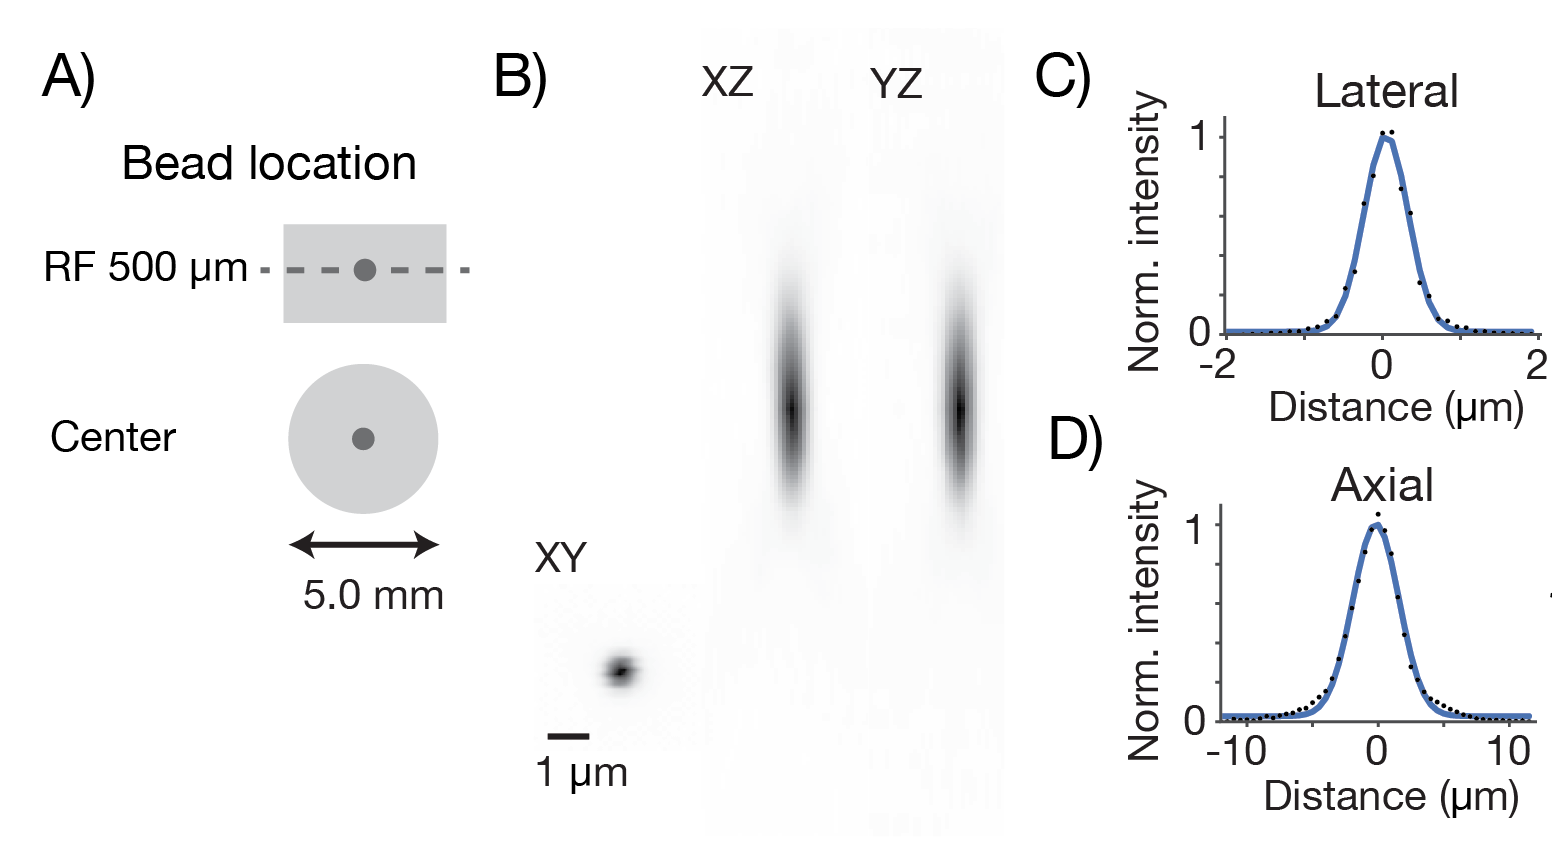 A)
Bead location
RF 500 µm
Center
5.0 mm
B)
XZ
YZ
XY
1 µm
C)
Lateral
Norm. intensity
1
0
-2
0
2
Distance (µm)
D)
Axial
Norm. intensity
1
0
-10
0
10
Distance (µm)